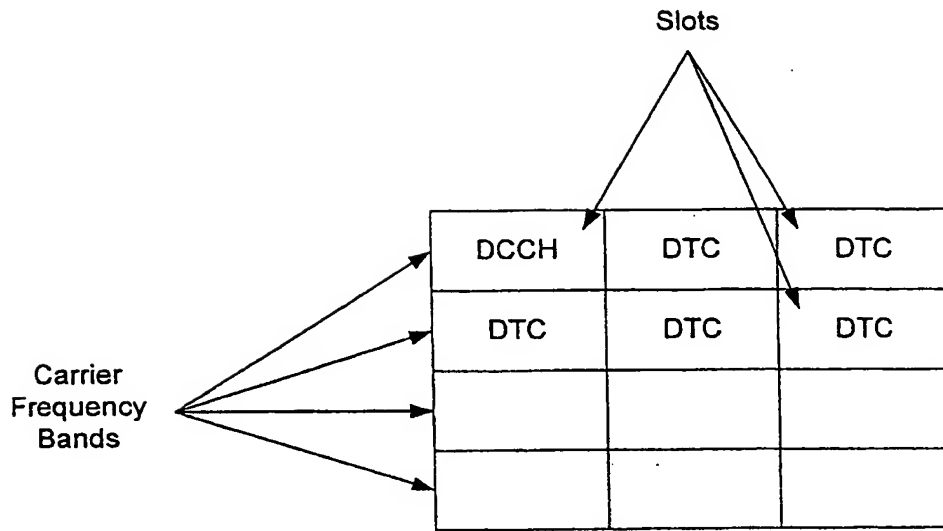 Slots
DCCH DTC DTC
DTC DTC DTC
Carrier
Frequency
Bands